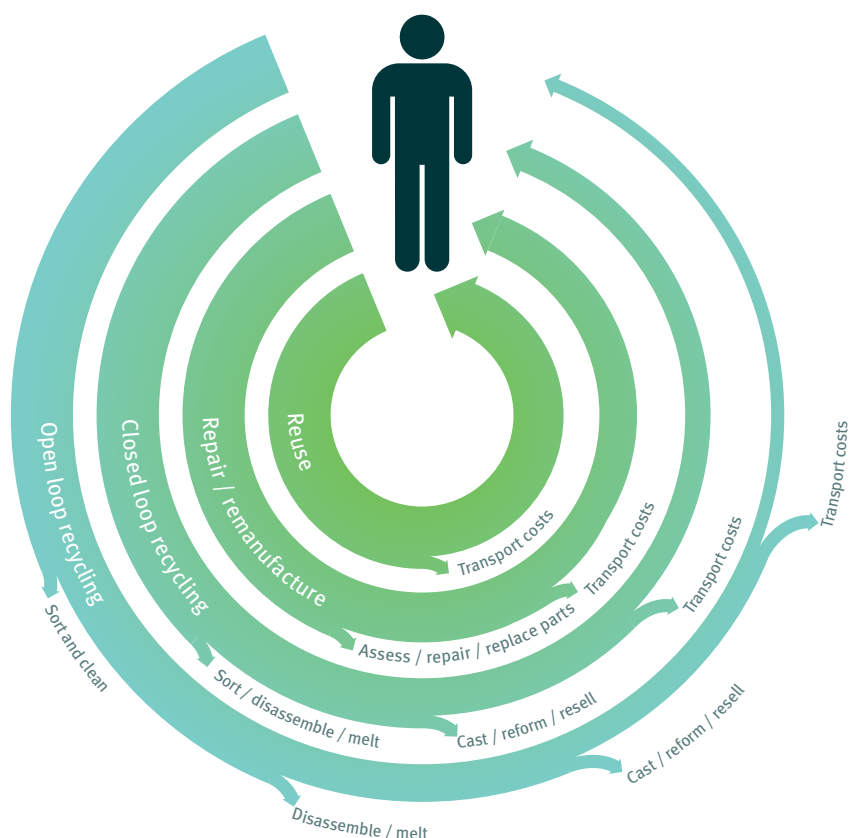 Open loop recycling
Closed loop recycling
Repair / remanufacture
Reuse
Transport costs
Assess / repair / replace parts
Transport costs
Sort / disassemble / melt
Cast / reform / resell
Transport costs
Sort and clean
Disassemble / melt
Cast / reform / resell
Transport costs